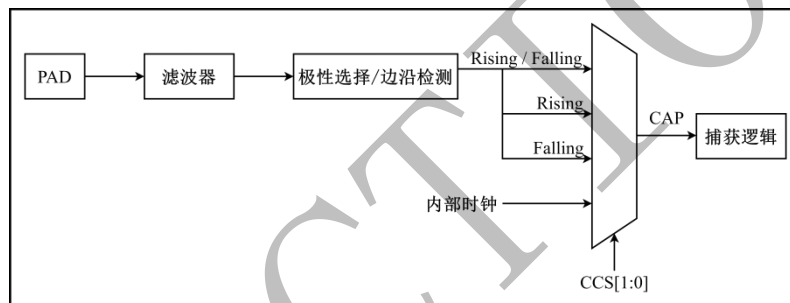 PAD
滤波器
极性选择/边沿检测
Rising / Falling
Rising
Falling
内部时钟
CAP
捕获逻辑
CCS[1:0]
CTIO